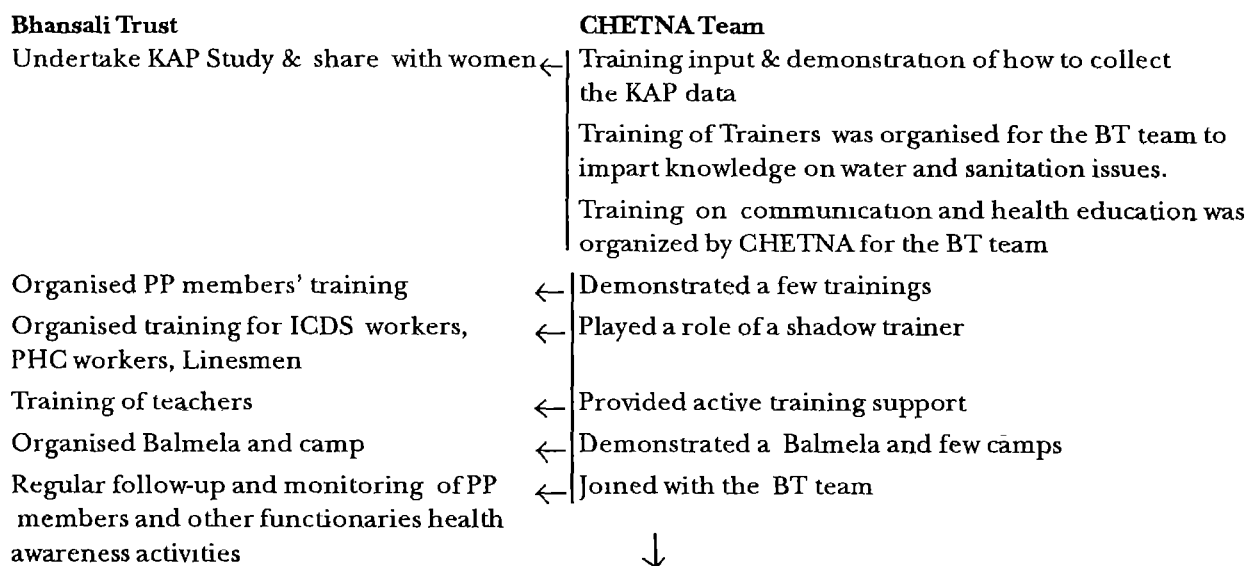 Bhansali Trust
CHETNA Team
Undertake KAP Study & share with women ← Training input & demonstration of how to collect
the KAP data
Training of Trainers was organised for the BT team to
impart knowledge on water and sanitation issues.
Training on communication and health education was
organized by CHETNA for the BT team
Organised PP members' training ← Demonstrated a few trainings
Organised training for ICDS workers, ← Played a role of a shadow trainer
PHC workers, Linesmen
Training of teachers ← Provided active training support
Organised Balmela and camp ← Demonstrated a Balmela and few camps
Regular follow-up and monitoring of PP ← Joined with the BT team
members and other functionaries health
awareness activities ↓